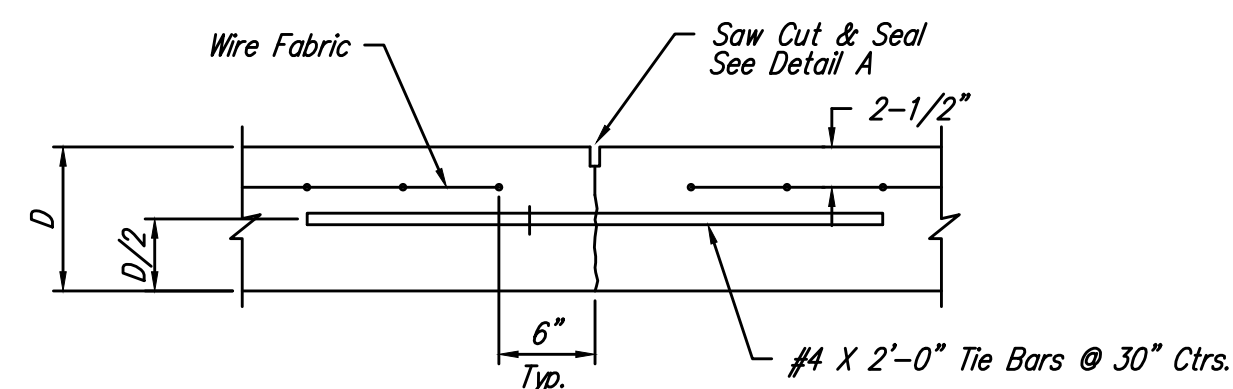 Wire Fabric
Saw Cut & Seal
See Detail A
2-1/2"
D
D/2
6"
Typ.
#4 X 2'-0" Tie Bars @ 30" Ctrs.